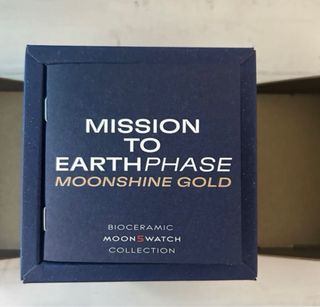 MISSION
TO
EARTHPHASE
MOONSHINE GOLD
BIOCERAMIC
MOONSWATCH
COLLECTION